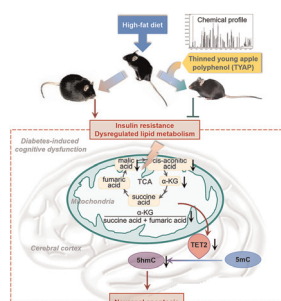 High-fat diet
Chemical profile
Thinned young apple
polyphenol (TYAP)
Insulin resistance
Dysregulated lipid metabolism
Diabetes-induced
cognitive dysfunction
malic acid
cis-aconitic acid
fumaric acid
TCA
α-KG
Mitochondria
succinic acid
α-KG
succinic acid + fumaric acid
TET2
Cerebral cortex
5hmC
5mC